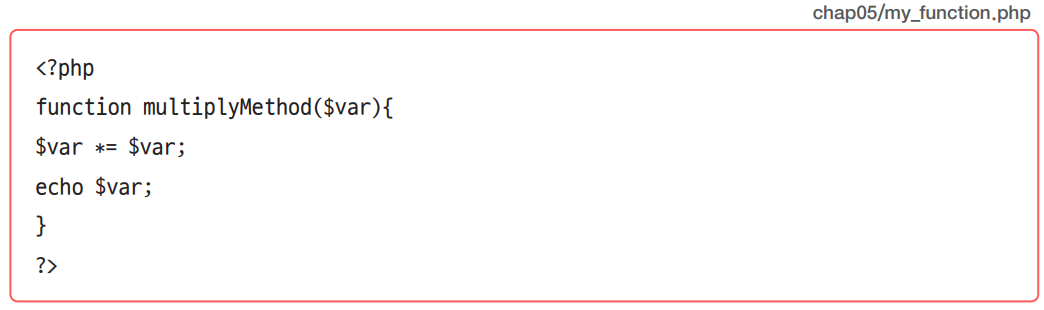 chap05/my_function.php
<?php
function multiplyMethod($var){
$var *= $var;
echo $var;
}
?>